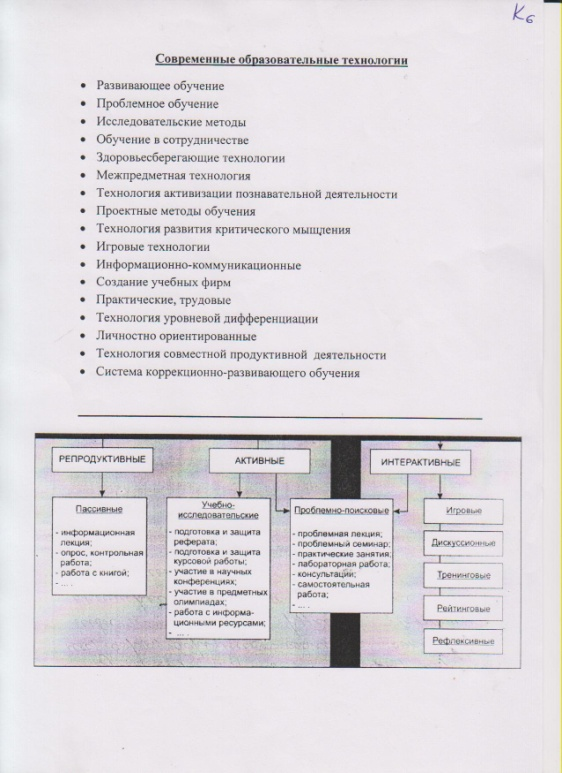 К6
Современные образовательные технологии
• Развивающее обучение
• Проблемное обучение
• Исследовательские методы
• Обучение в сотрудничестве
• Здоровьесберегающие технологии
• Межпредметная технология
• Технология активизации познавательной деятельности
• Проектные методы обучения
• Технология развития критического мышления
• Игровые технологии
• Информационно-коммуникационные
• Создание учебных фирм
• Практические, трудовые
• Технология уровневой дифференциации
• Личностно ориентированные
• Технология совместной продуктивной деятельности
• Система коррекционно-развивающего обучения
РЕПРОДУКТИВНЫЕ
Пассивные
- информационная
лекция;
- опрос, контрольная
работа;
- работа с книгой;
- ... .
АКТИВНЫЕ
Учебно-
исследовательские
- подготовка и защита
реферата;
- подготовка и защита
курсовой работы;
- участие в научных
конференциях;
- участие в предметных
олимпиадах;
- работа с информа-
ционными ресурсами;
- ... .
Проблемно-поисковые
- проблемная лекция;
- проблемный семинар;
- практические занятия;
- лабораторная работа;
- консультации;
- самостоятельная
работа;
- ... .
ИНТЕРАКТИВНЫЕ
Игровые
Дискуссионные
Тренинговые
Рейтинговые
Рефлексивные